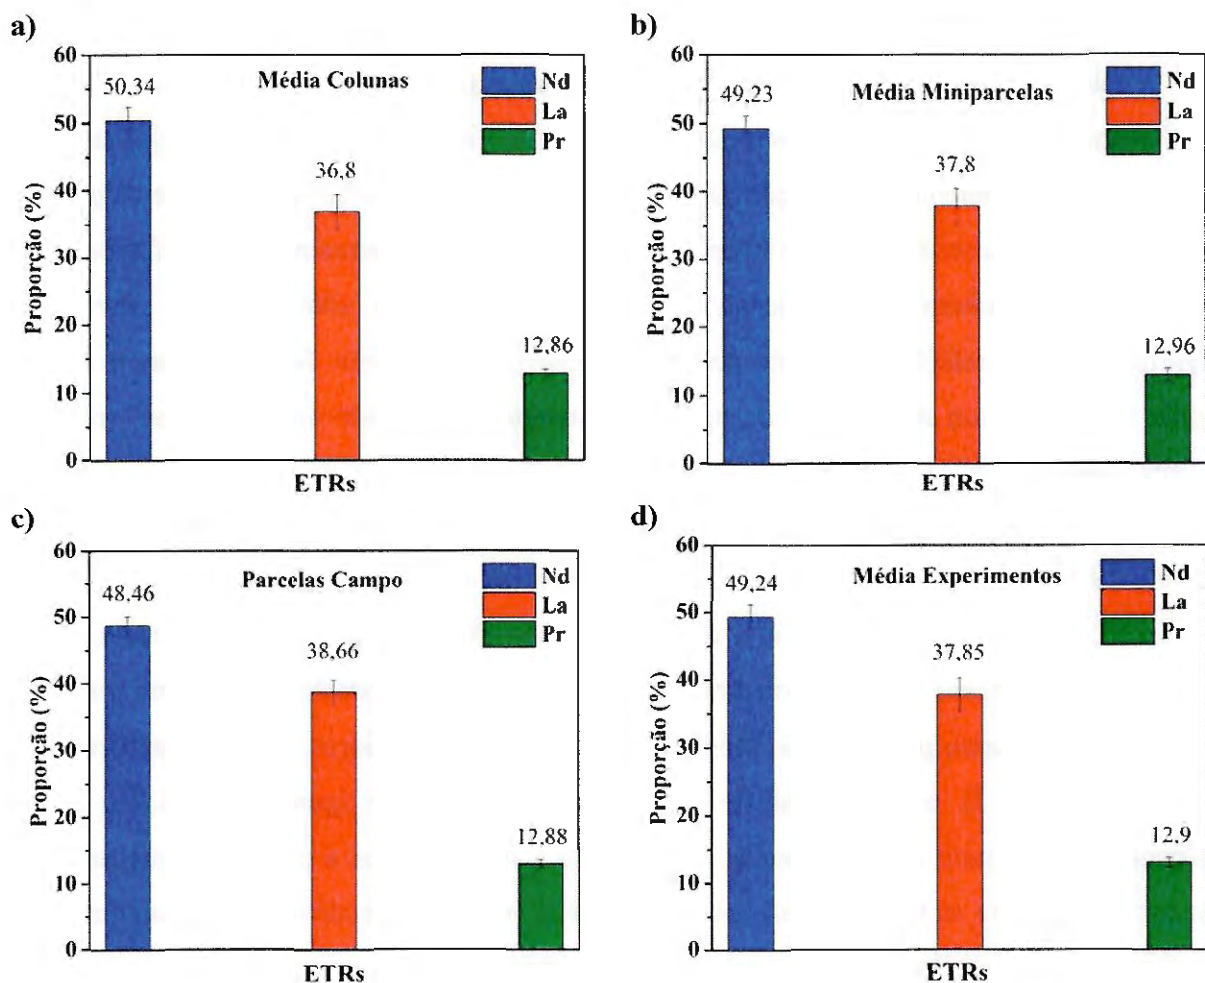 a)
60
50
40
30
20
10
0
Proporção (%)
Média Colunas
Nd
La
Pr
50,34
36,8
12,86
ETRs
b)
60
50
40
30
20
10
0
Proporção (%)
Média Miniparcelas
Nd
La
Pr
49,23
37,8
12,96
ETRs
c)
60
50
40
30
20
10
0
Proporção (%)
Parcelas Campo
Nd
La
Pr
48,46
38,66
12,88
ETRs
d)
60
50
40
30
20
10
0
Proporção (%)
Média Experimentos
Nd
La
Pr
49,24
37,85
12,9
ETRs